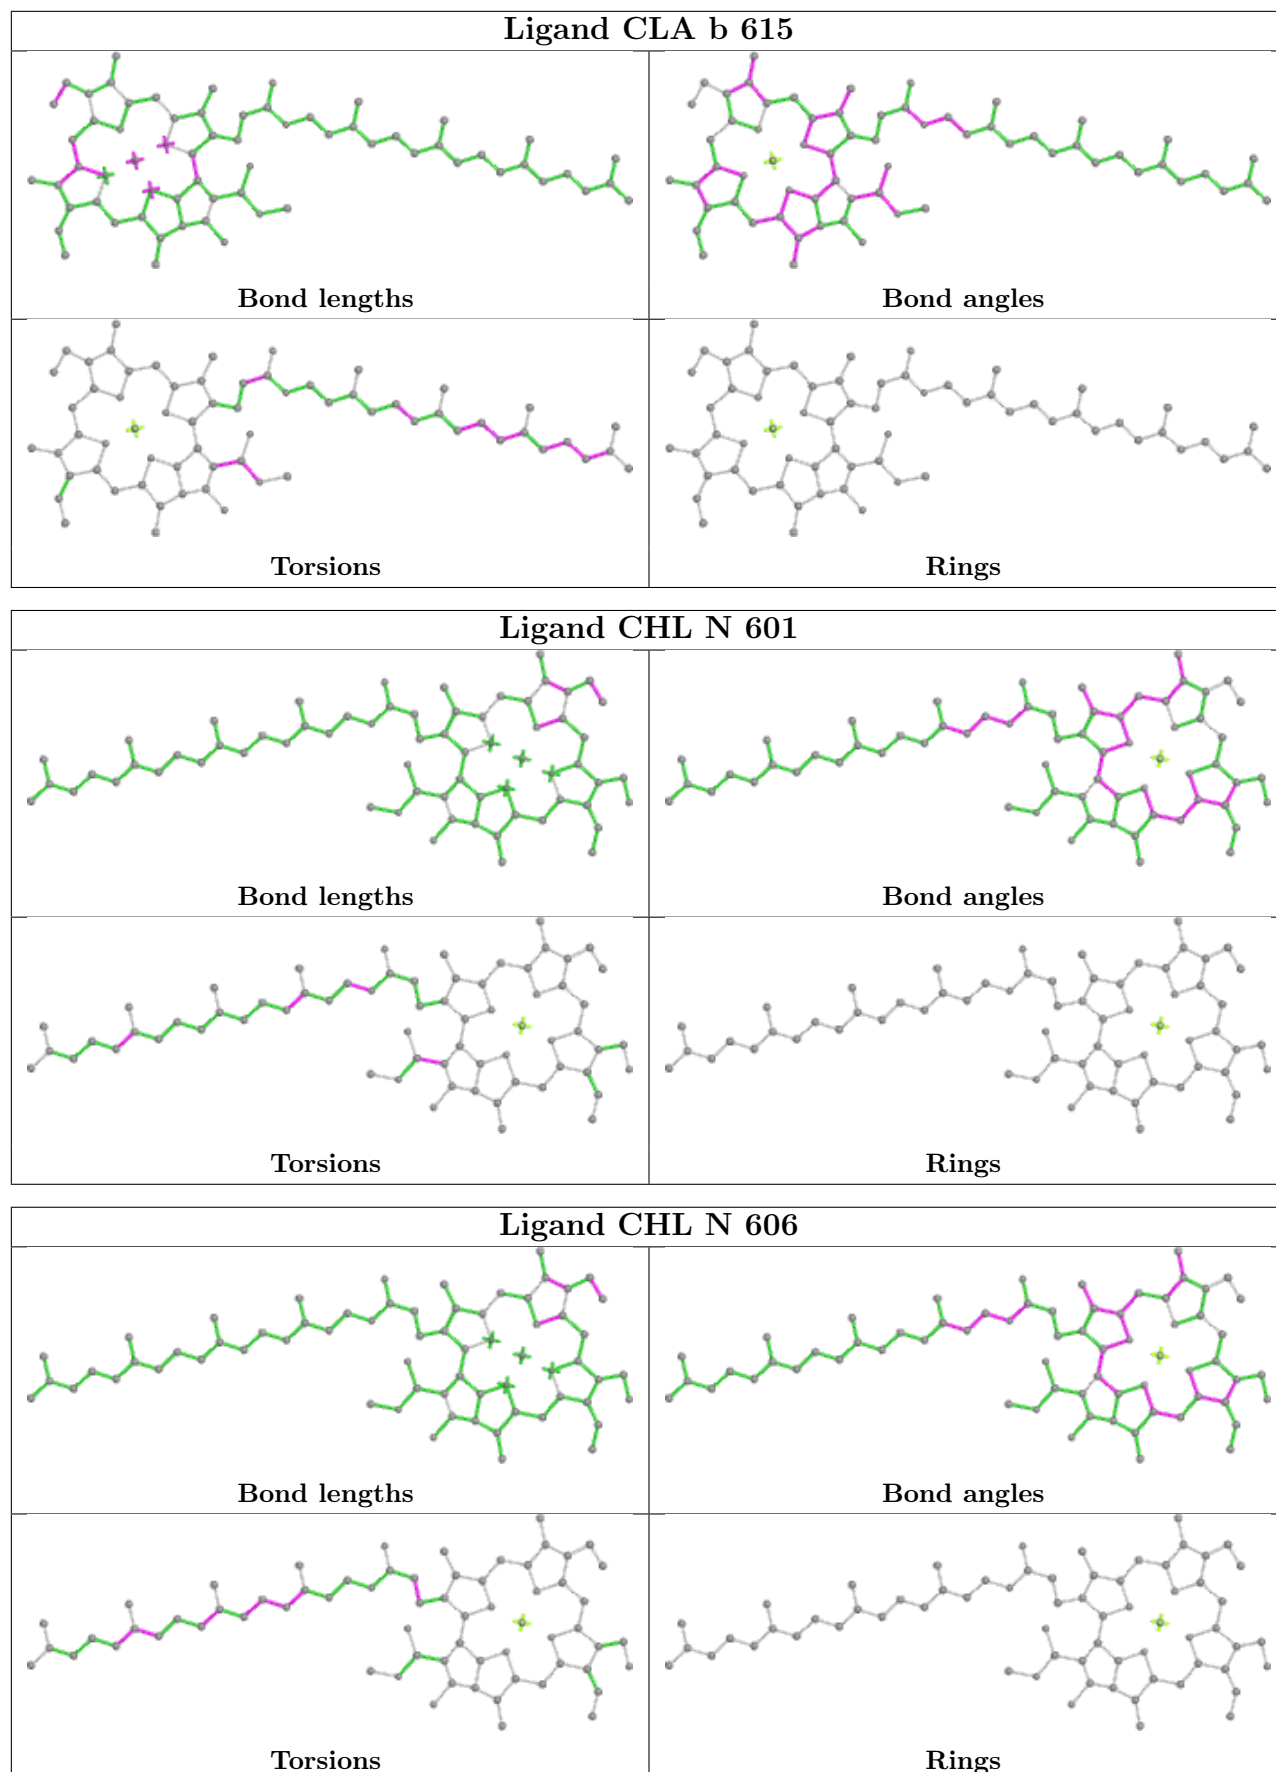 Ligand CLA b 615
Bond lengths
Bond angles
Torsions
Rings
Ligand CHL N 601
Bond lengths
Bond angles
Torsions
Rings
Ligand CHL N 606
Bond lengths
Bond angles
Torsions
Rings